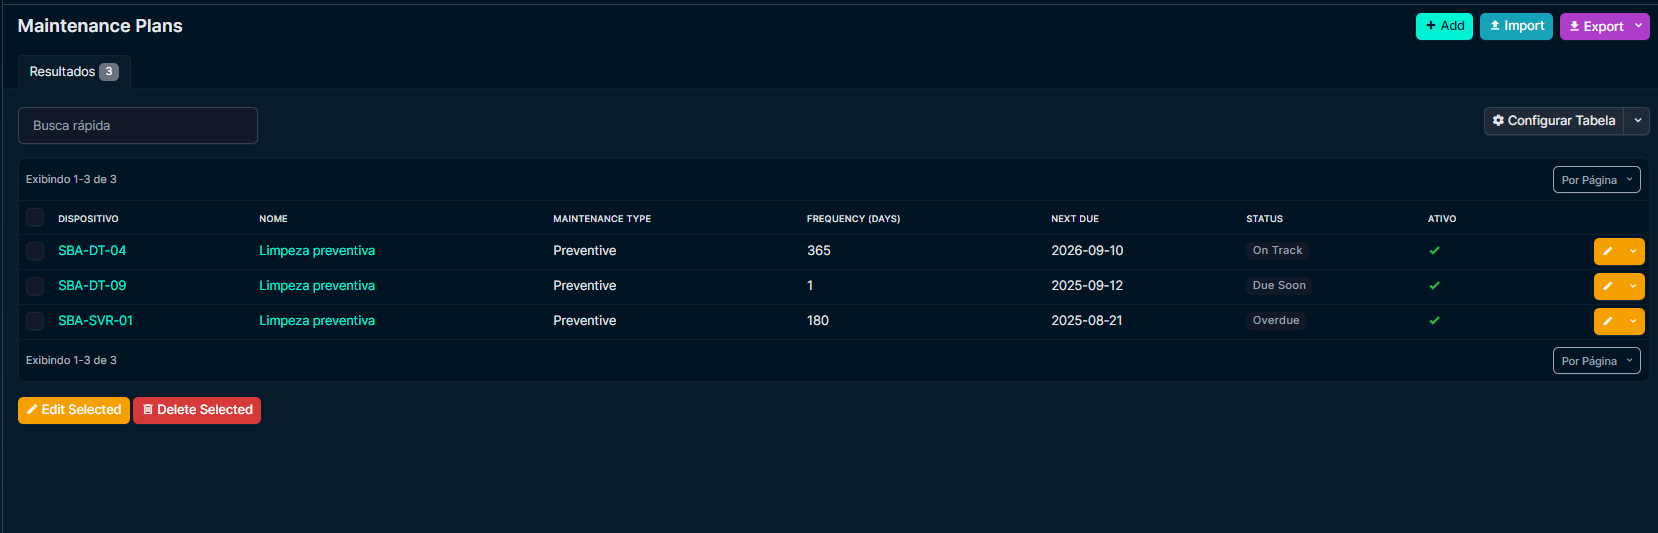 Maintenance Plans
Add Import Export
Resultados 3
Busca rápida
Configurar Tabela
Exibindo 1-3 de 3 Por Página
DISPOSITIVO NOME MAINTENANCE TYPE FREQUENCY (DAYS) NEXT DUE STATUS ATIVO
SBA-DT-04 Limpeza preventiva Preventive 365 2026-09-10 On Track
SBA-DT-09 Limpeza preventiva Preventive 1 2025-09-12 Due Soon
SBA-SVR-01 Limpeza preventiva Preventive 180 2025-08-21 Overdue
Exibindo 1-3 de 3 Por Página
Edit Selected Delete Selected